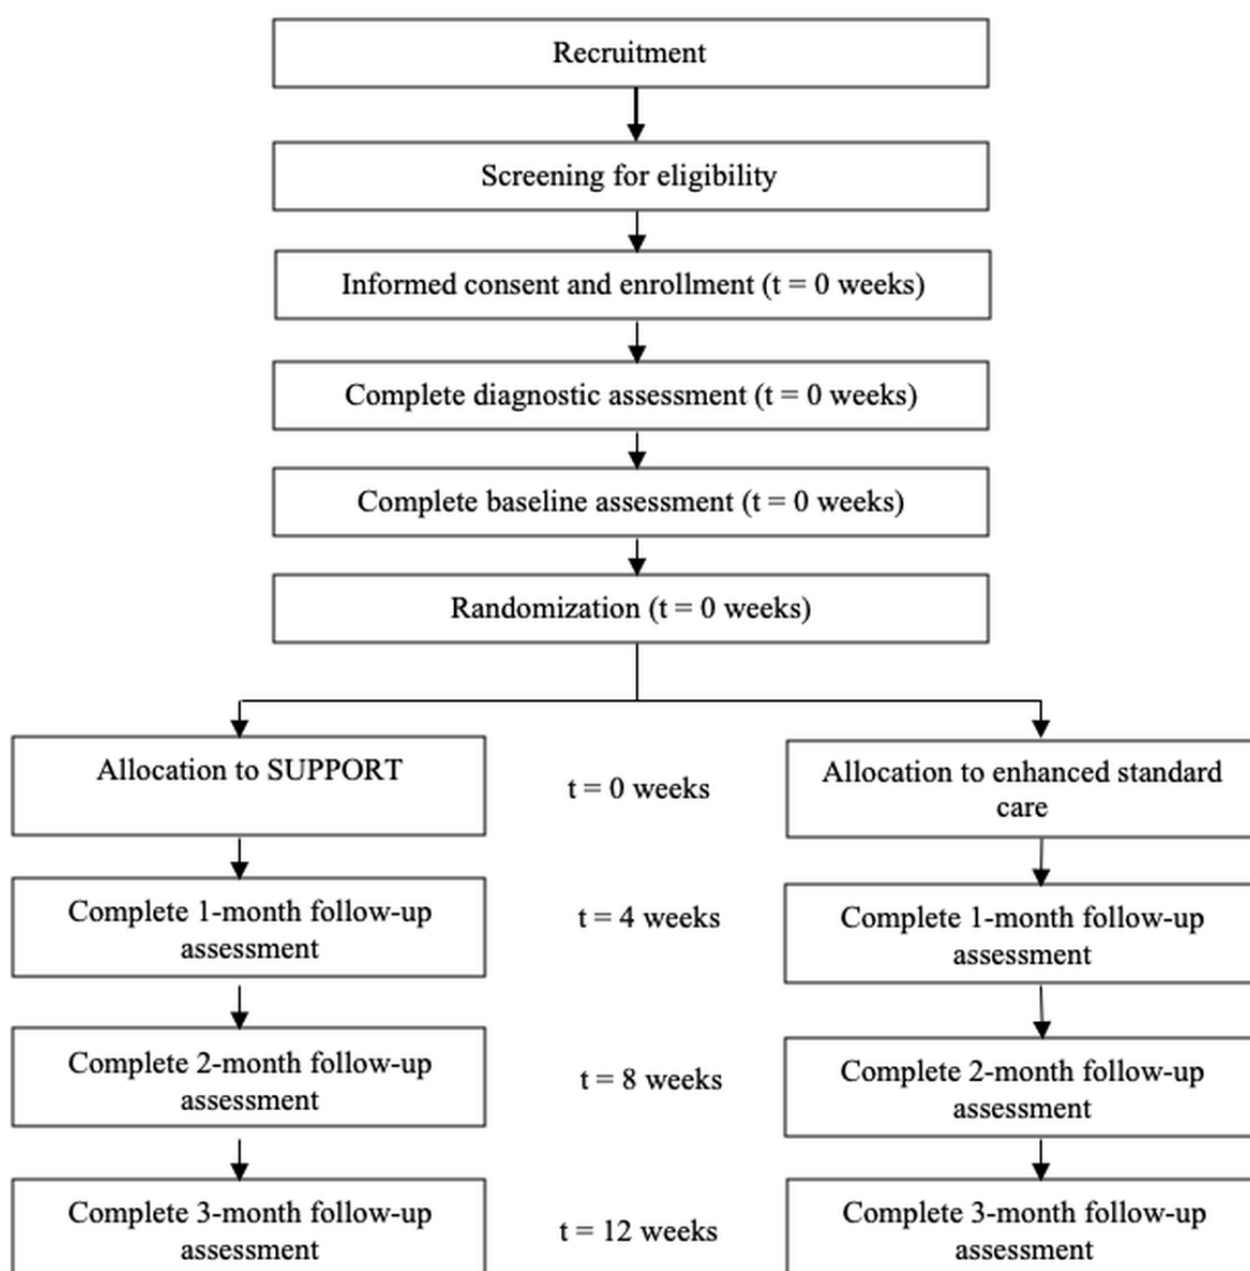 Recruitment
Screening for eligibility
Informed consent and enrollment (t = 0 weeks)
Complete diagnostic assessment (t = 0 weeks)
Complete baseline assessment (t = 0 weeks)
Randomization (t = 0 weeks)
Allocation to SUPPORT
t = 0 weeks
Allocation to enhanced standard
care
Complete 1-month follow-up
assessment
t = 4 weeks
Complete 1-month follow-up
assessment
Complete 2-month follow-up
assessment
t = 8 weeks
Complete 2-month follow-up
assessment
Complete 3-month follow-up
assessment
t = 12 weeks
Complete 3-month follow-up
assessment